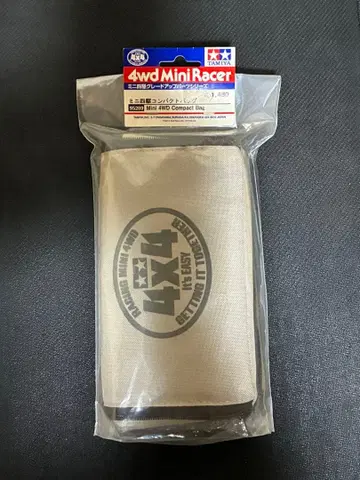 TAMIYA
4wd Mini Racer
ミニ四駆グレードアップパーツシリーズ
ミニ四駆コンパクトバッグ
Mini 4WD Compact Bag
RACING MINI 4WD
4X4
It's EASY
GETTING IT TOGETHER